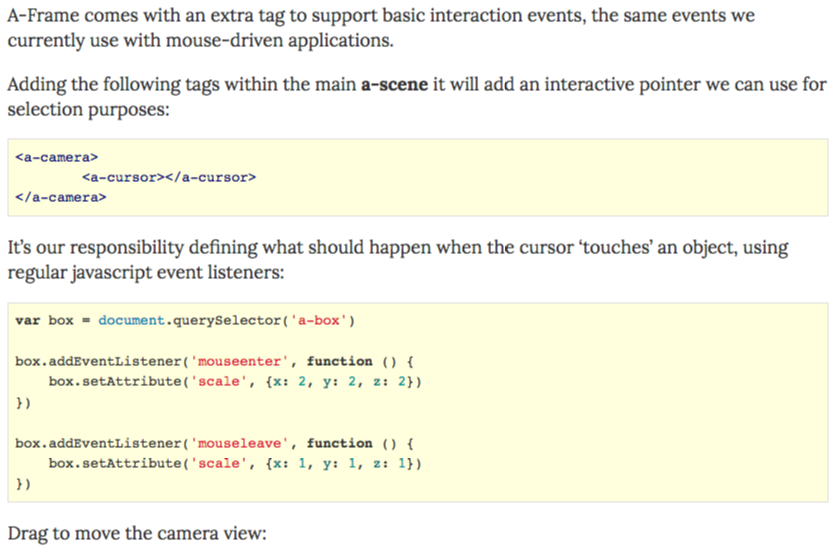 A-Frame comes with an extra tag to support basic interaction events, the same events we
currently use with mouse-driven applications.
Adding the following tags within the main a-scene it will add an interactive pointer we can use for
selection purposes:
<a-camera>
        <a-cursor></a-cursor>
</a-camera>
It’s our responsibility defining what should happen when the cursor ‘touches’ an object, using
regular javascript event listeners:
var box = document.querySelector('a-box')
box.addEventListener('mouseenter', function () {
    box.setAttribute('scale', {x: 2, y: 2, z: 2})
})
box.addEventListener('mouseleave', function () {
    box.setAttribute('scale', {x: 1, y: 1, z: 1})
})
Drag to move the camera view: